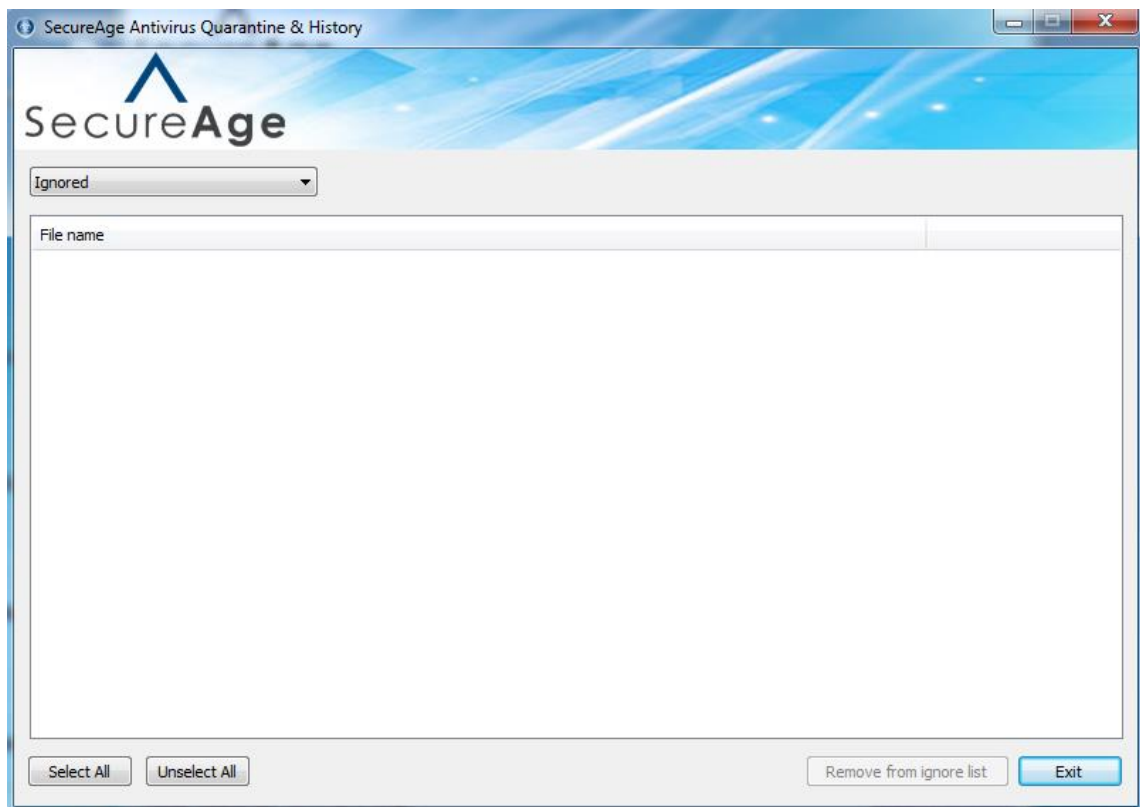 SecureAge Antivirus Quarantine & History
SecureAge
Ignored
File name
Select All Unselect All Remove from ignore list Exit